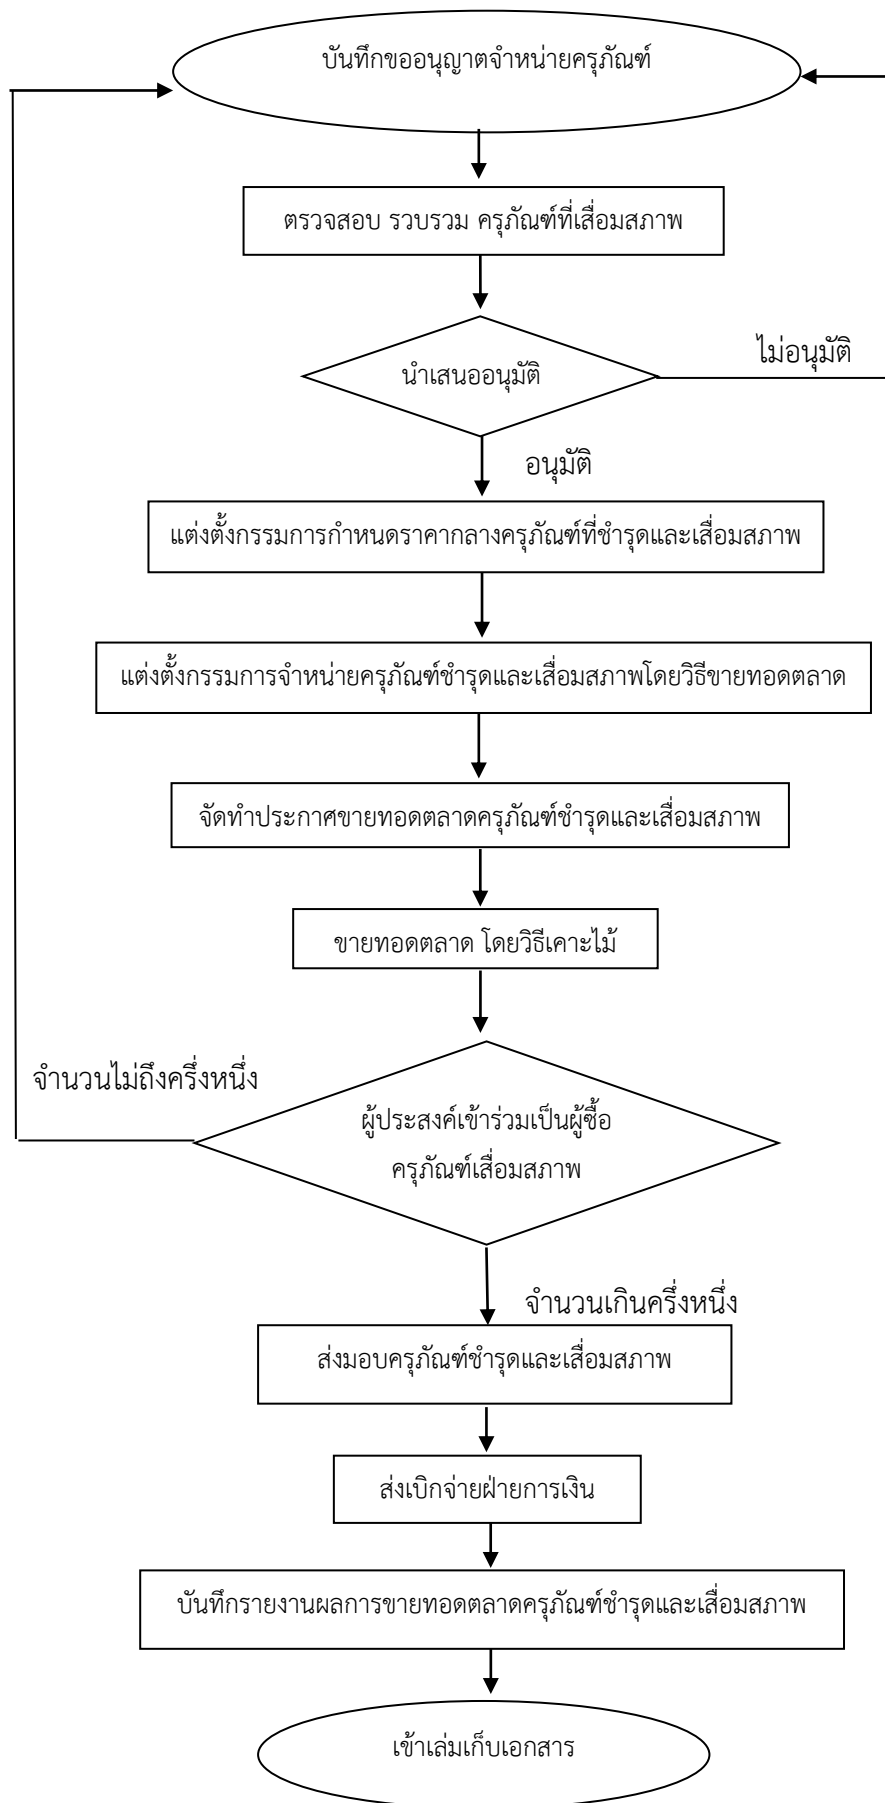 บันทึกขออนุญาตจำหน่ายครุภัณฑ์
ตรวจสอบ รวบรวม ครุภัณฑ์ที่เสื่อมสภาพ
นำเสนออนุมัติ
ไม่อนุมัติ
อนุมัติ
แต่งตั้งกรรมการกำหนดราคากลางครุภัณฑ์ที่ชำรุดและเสื่อมสภาพ
แต่งตั้งกรรมการจำหน่ายครุภัณฑ์ชำรุดและเสื่อมสภาพโดยวิธีขายทอดตลาด
จัดทำประกาศขายทอดตลาดครุภัณฑ์ชำรุดและเสื่อมสภาพ
ขายทอดตลาด โดยวิธีเคาะไม้
จำนวนไม่ถึงครึ่งหนึ่ง
ผู้ประสงค์เข้าร่วมเป็นผู้ซื้อ
ครุภัณฑ์เสื่อมสภาพ
จำนวนเกินครึ่งหนึ่ง
ส่งมอบครุภัณฑ์ชำรุดและเสื่อมสภาพ
ส่งเบิกจ่ายฝ่ายการเงิน
บันทึกรายงานผลการขายทอดตลาดครุภัณฑ์ชำรุดและเสื่อมสภาพ
เข้าเล่มเก็บเอกสาร